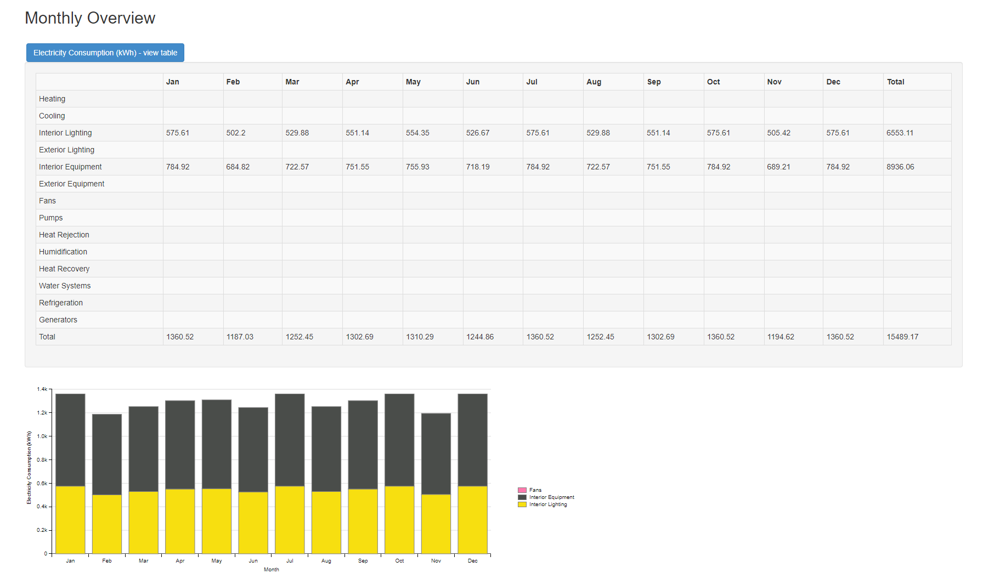 Monthly Overview
Electricity Consumption (kWh) - view table
Jan Feb Mar Apr May Jun Jul Aug Sep Oct Nov Dec Total
Heating
Cooling
Interior Lighting 575.61 502.2 529.88 551.14 554.35 526.67 575.61 529.88 551.14 575.61 505.42 575.61 6553.11
Exterior Lighting
Interior Equipment 784.92 684.82 722.57 751.55 755.93 718.19 784.92 722.57 751.55 784.92 689.21 784.92 8936.06
Exterior Equipment
Fans
Pumps
Heat Rejection
Humidification
Heat Recovery
Water Systems
Refrigeration
Generators
Total 1360.52 1187.03 1252.45 1302.69 1310.29 1244.86 1360.52 1252.45 1302.69 1360.52 1194.62 1360.52 15489.17
Electricity Consumption (kWh)
1.4k
1.2k
1.0k
0.8k
0.6k
0.4k
0.2k
0
Jan Feb Mar Apr May Jun Jul Aug Sep Oct Nov Dec
Month
Fans
Interior Equipment
Interior Lighting